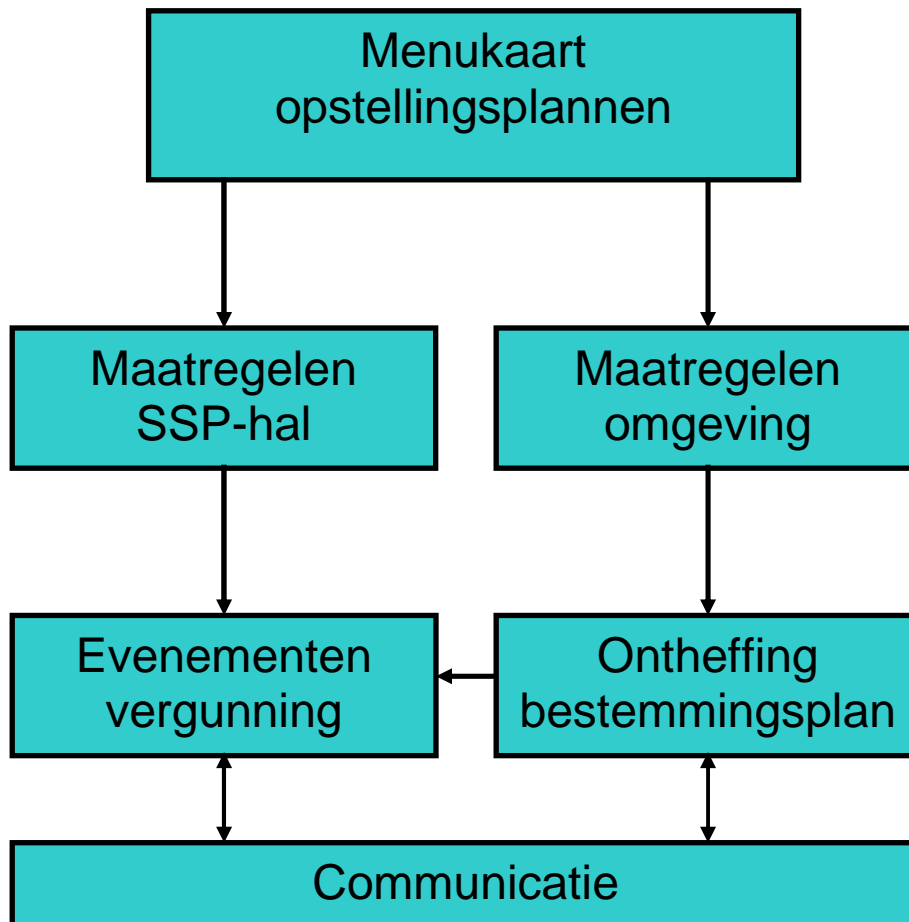 Menukaart
opstellingsplannen
Maatregelen
SSP-hal
Maatregelen
omgeving
Evenementen
vergunning
Ontheffing
bestemmingsplan
Communicatie